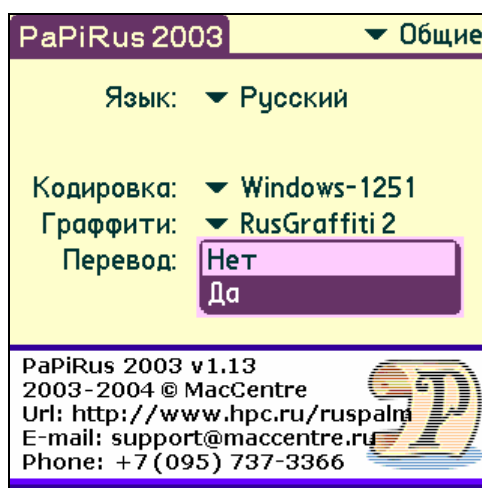 PaPiRus 2003 Общие
Язык: Русский
Кодировка: Windows-1251
Граффити: RusGraffiti 2
Перевод: Нет
Да
PaPiRus 2003 v1.13
2003-2004 © MacCentre
Url: http://www.hpc.ru/ruspalm
E-mail: support@maccentre.ru
Phone: +7 (095) 737-3366